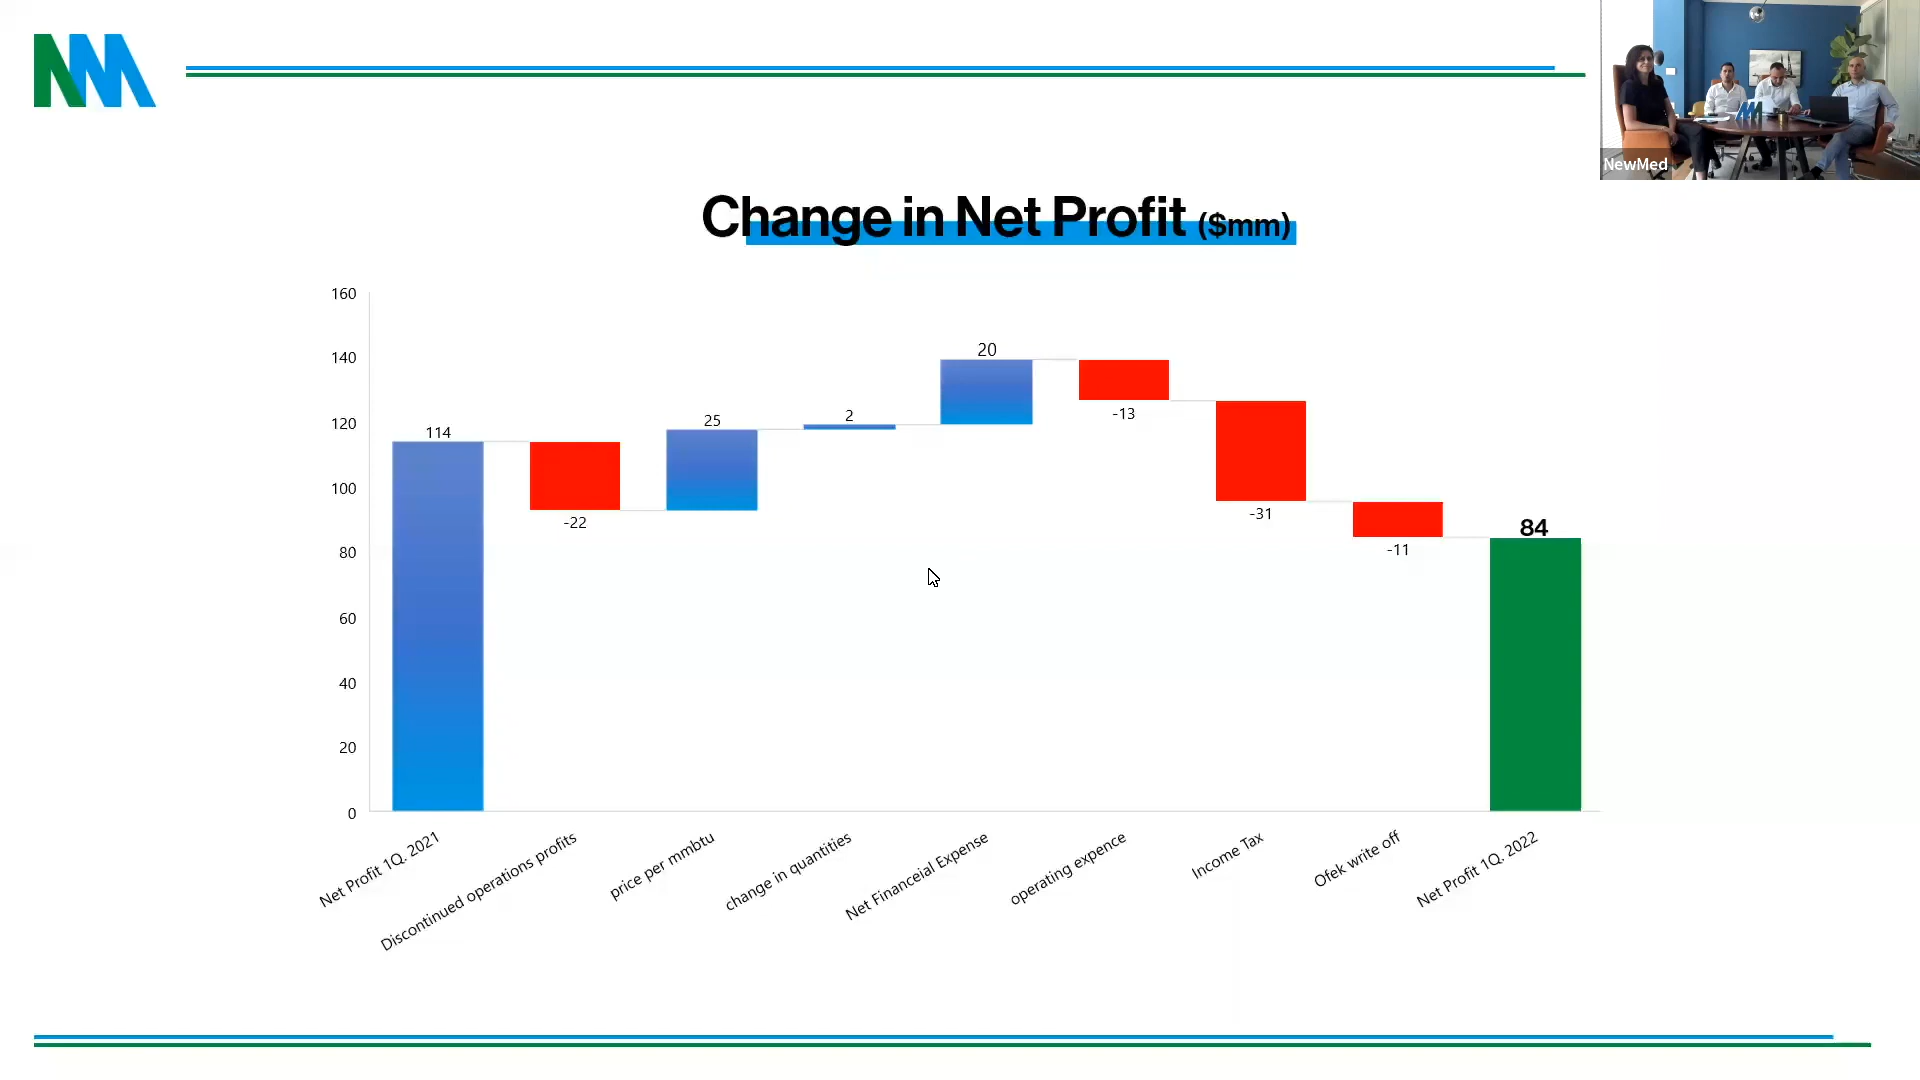 NM
NewMed
Change in Net Profit ($mm)
160
140
120
100
80
60
40
20
0
114
-22
25
2
20
-13
-31
-11
84
Net Profit 1Q. 2021
Discontinued operations profits
price per mmbtu
change in quantities
Net Financeial Expense
operating expence
Income Tax
Ofek write off
Net Profit 1Q. 2022